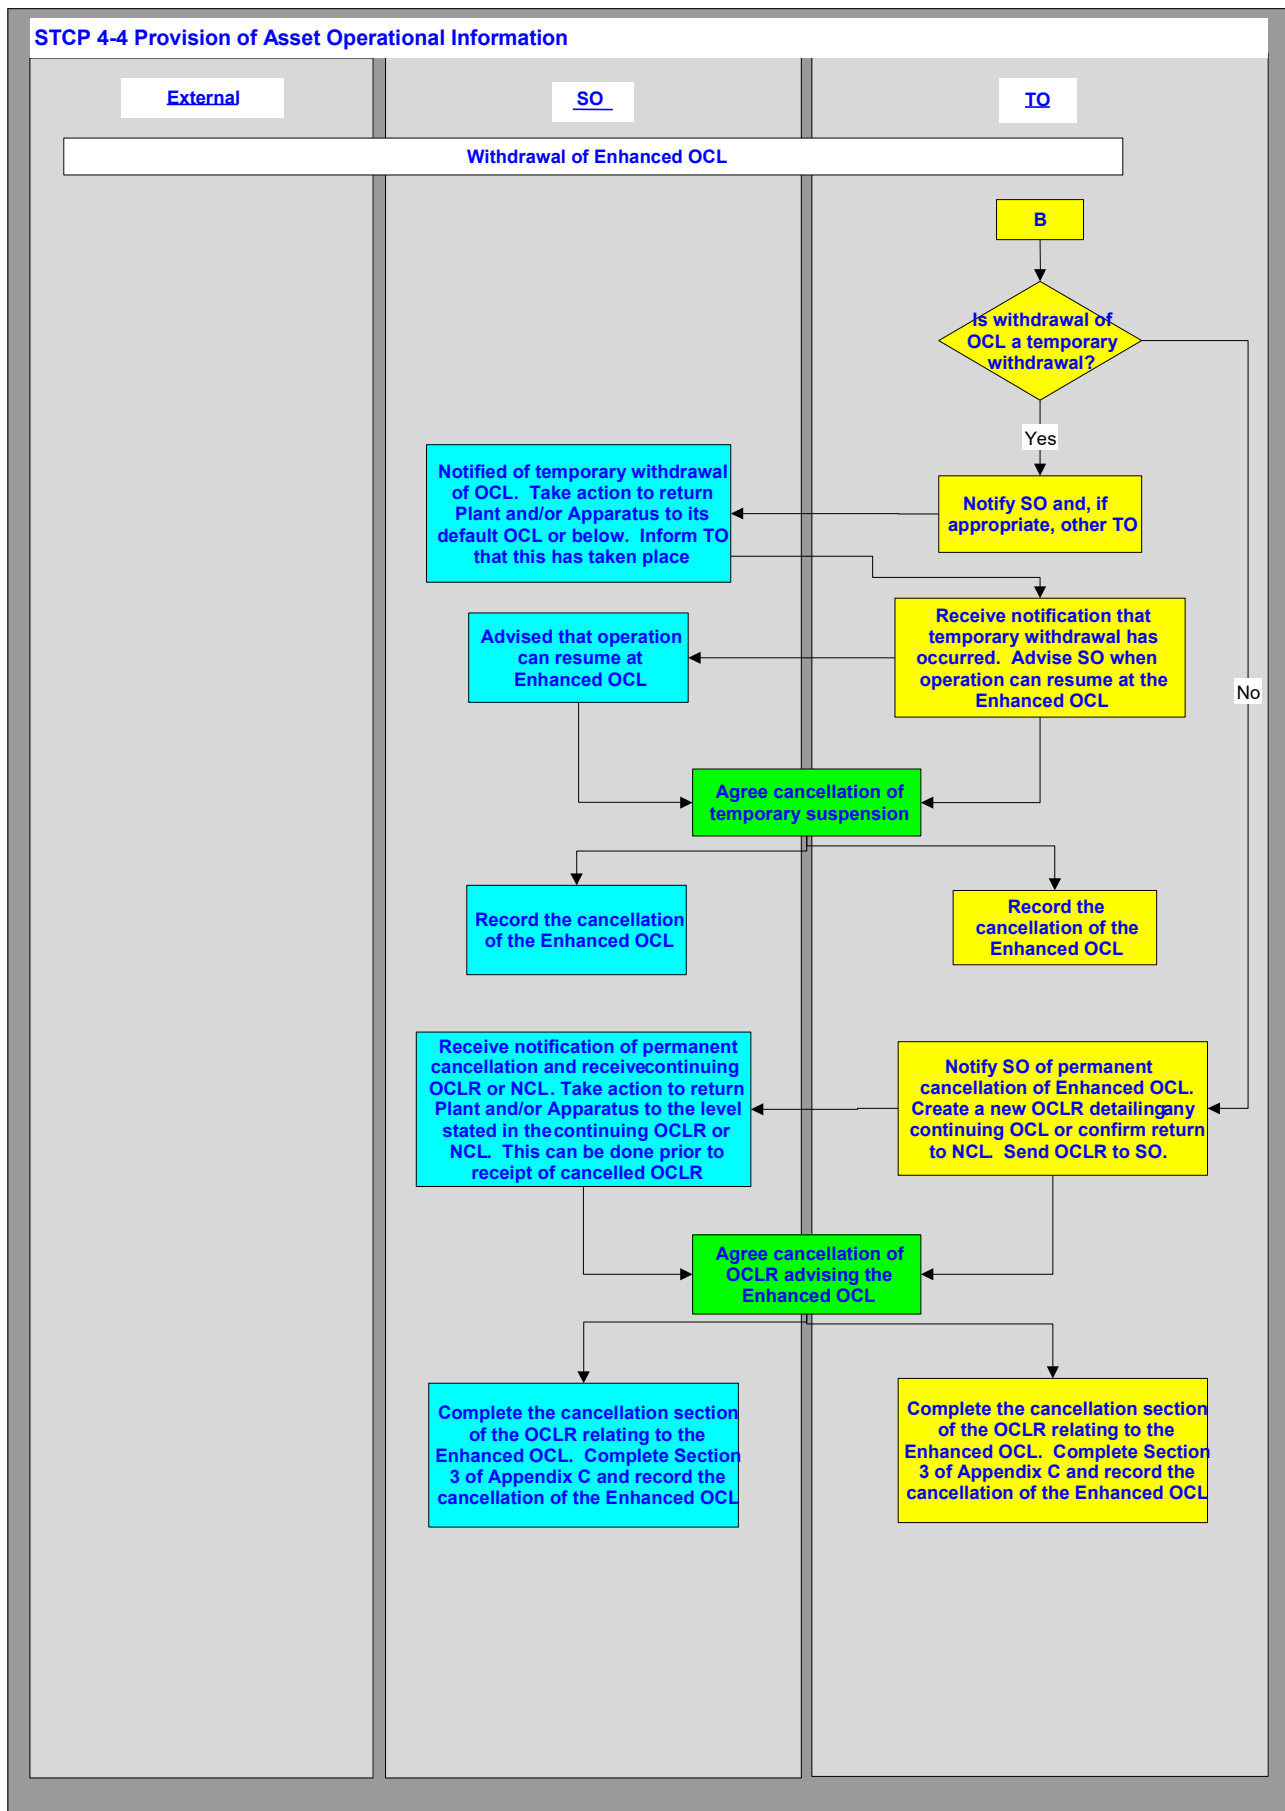 STCP 4-4 Provision of Asset Operational Information
External
SO
TO
Withdrawal of Enhanced OCL
B
Is withdrawal of
OCL a temporary
withdrawal?
Yes
Notified of temporary withdrawal
of OCL. Take action to return
Plant and/or Apparatus to its
default OCL or below. Inform TO
that this has taken place
Notify SO and, if
appropriate, other TO
Advised that operation
can resume at
Enhanced OCL
Receive notification that
temporary withdrawal has
occurred. Advise SO when
operation can resume at the
Enhanced OCL
No
Agree cancellation of
temporary suspension
Record the cancellation
of the Enhanced OCL
Record the
cancellation of the
Enhanced OCL
Receive notification of permanent
cancellation and receivecontinuing
OCLR or NCL. Take action to return
Plant and/or Apparatus to the level
stated in the continuing OCLR or
NCL. This can be done prior to
receipt of cancelled OCLR
Notify SO of permanent
cancellation of Enhanced OCL.
Create a new OCLR detailing any
continuing OCL or confirm return
to NCL. Send OCLR to SO.
Agree cancellation of
OCLR advising the
Enhanced OCL
Complete the cancellation section
of the OCLR relating to the
Enhanced OCL. Complete Section
3 of Appendix C and record the
cancellation of the Enhanced OCL
Complete the cancellation section
of the OCLR relating to the
Enhanced OCL. Complete Section
3 of Appendix C and record the
cancellation of the Enhanced OCL